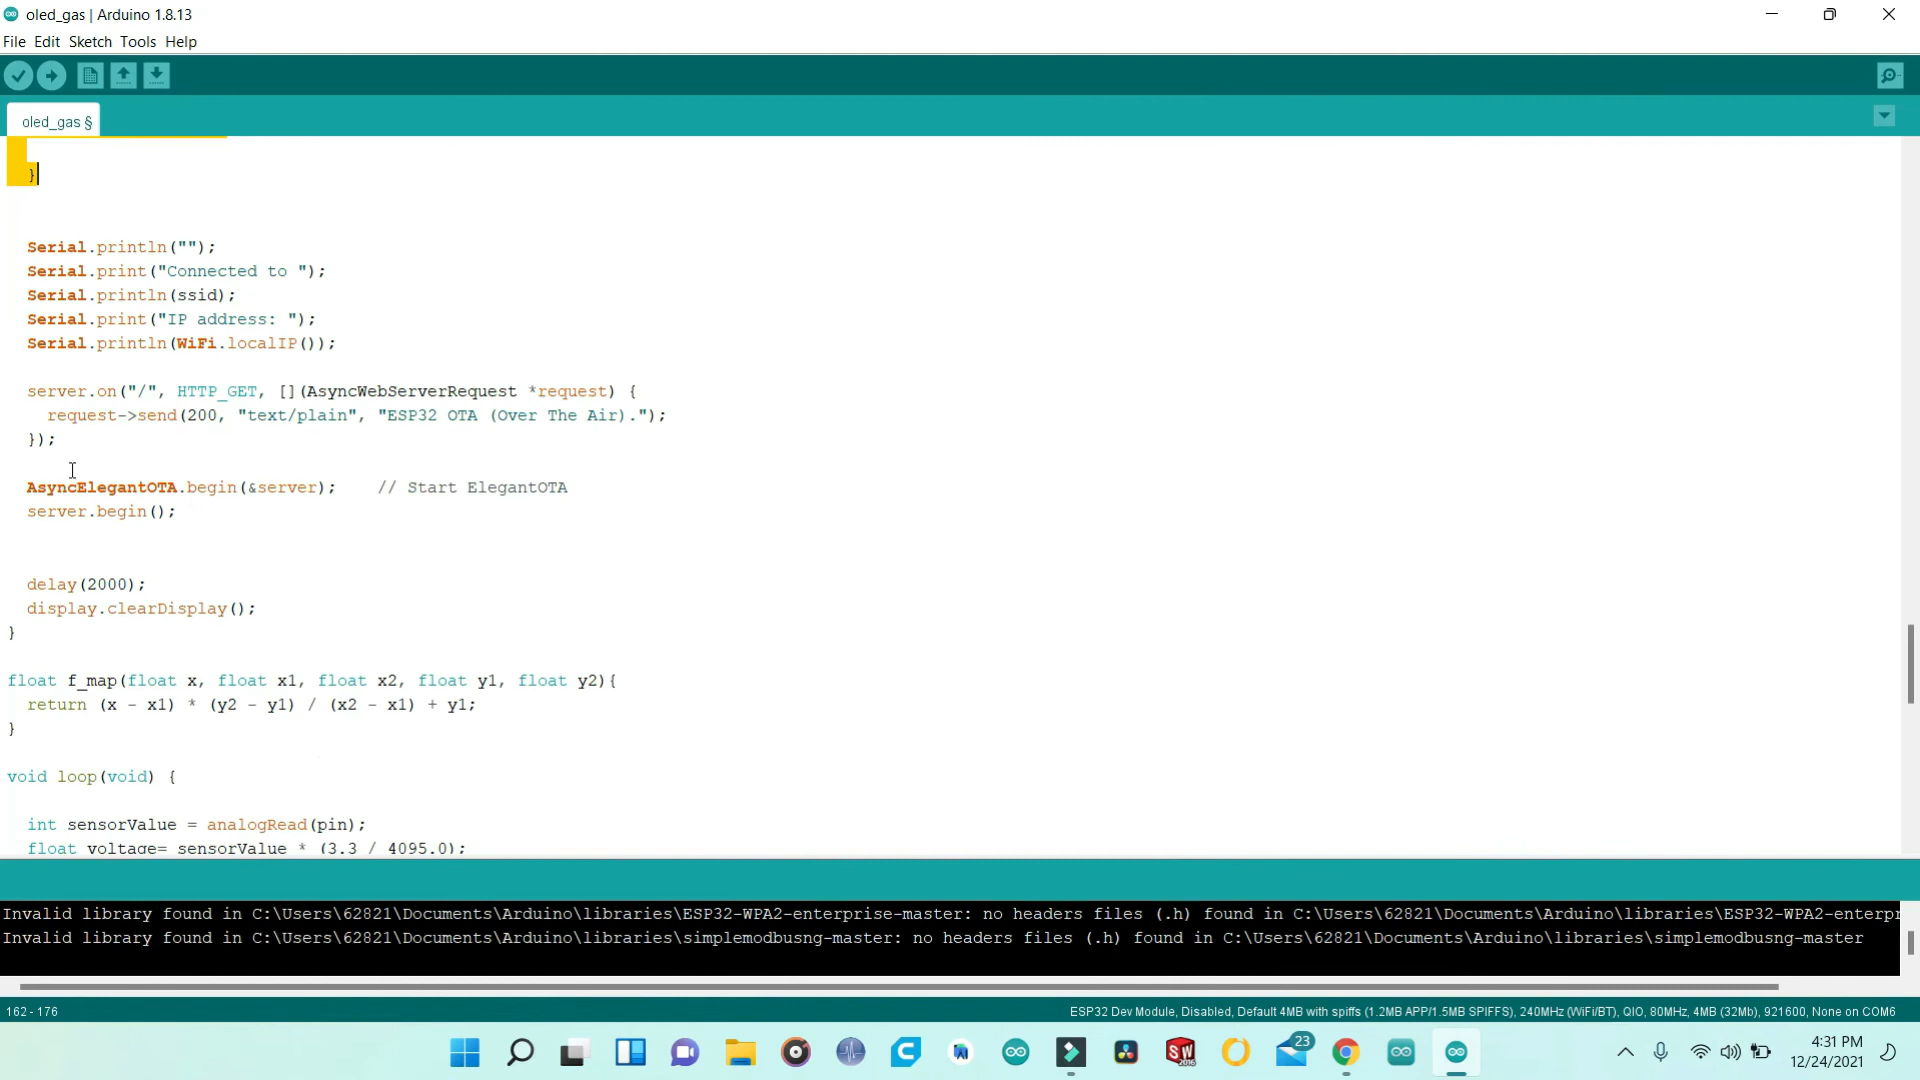 oled_gas | Arduino 1.8.13
File Edit Sketch Tools Help
oled_gas §
}
Serial.println("");
Serial.print("Connected to ");
Serial.println(ssid);
Serial.print("IP address: ");
Serial.println(WiFi.localIP());
server.on("/", HTTP_GET, [](AsyncWebServerRequest *request) {
request->send(200, "text/plain", "ESP32 OTA (Over The Air).");
});
AsyncElegantOTA.begin(&server);    // Start ElegantOTA
server.begin();
delay(2000);
display.clearDisplay();
}
float f_map(float x, float x1, float x2, float y1, float y2){
return (x - x1) * (y2 - y1) / (x2 - x1) + y1;
}
void loop(void) {
int sensorValue = analogRead(pin);
float voltage= sensorValue * (3.3 / 4095.0);
Invalid library found in C:\Users\62821\Documents\Arduino\libraries\ESP32-WPA2-enterprise-master: no headers files (.h) found in C:\Users\62821\Documents\Arduino\libraries\ESP32-WPA2-enterpr
Invalid library found in C:\Users\62821\Documents\Arduino\libraries\simplemodbusng-master: no headers files (.h) found in C:\Users\62821\Documents\Arduino\libraries\simplemodbusng-master
162 - 176
ESP32 Dev Module, Disabled, Default 4MB with spiffs (1.2MB APP/1.5MB SPIFFS), 240MHz (WiFi/BT), QIO, 80MHz, 4MB (32Mb), 921600, None on COM6
SW
2016
23
4:31 PM
12/24/2021